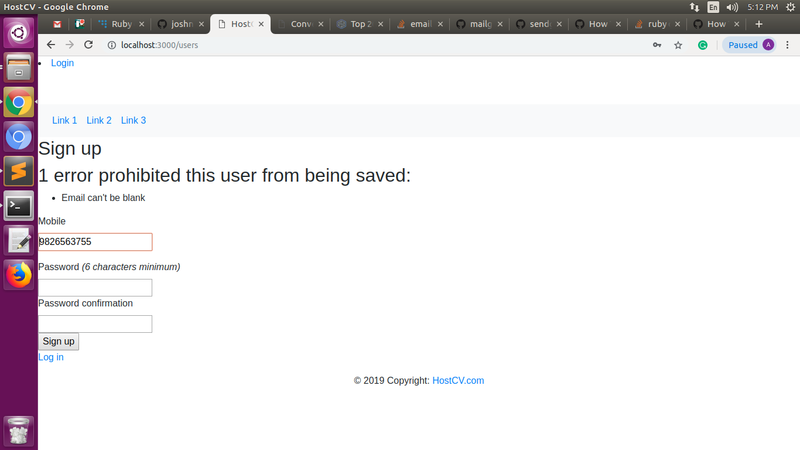 HostCV - Google Chrome
En
5:12 PM
Ruby
joshn
HostC
Conve
Top 2
email
mailg
send
How
ruby
How
localhost:3000/users
Paused
A
Login
Link 1 Link 2 Link 3
Sign up
1 error prohibited this user from being saved:
Email can't be blank
Mobile
9826563755
Password (6 characters minimum)
Password confirmation
Sign up
Log in
© 2019 Copyright: HostCV.com